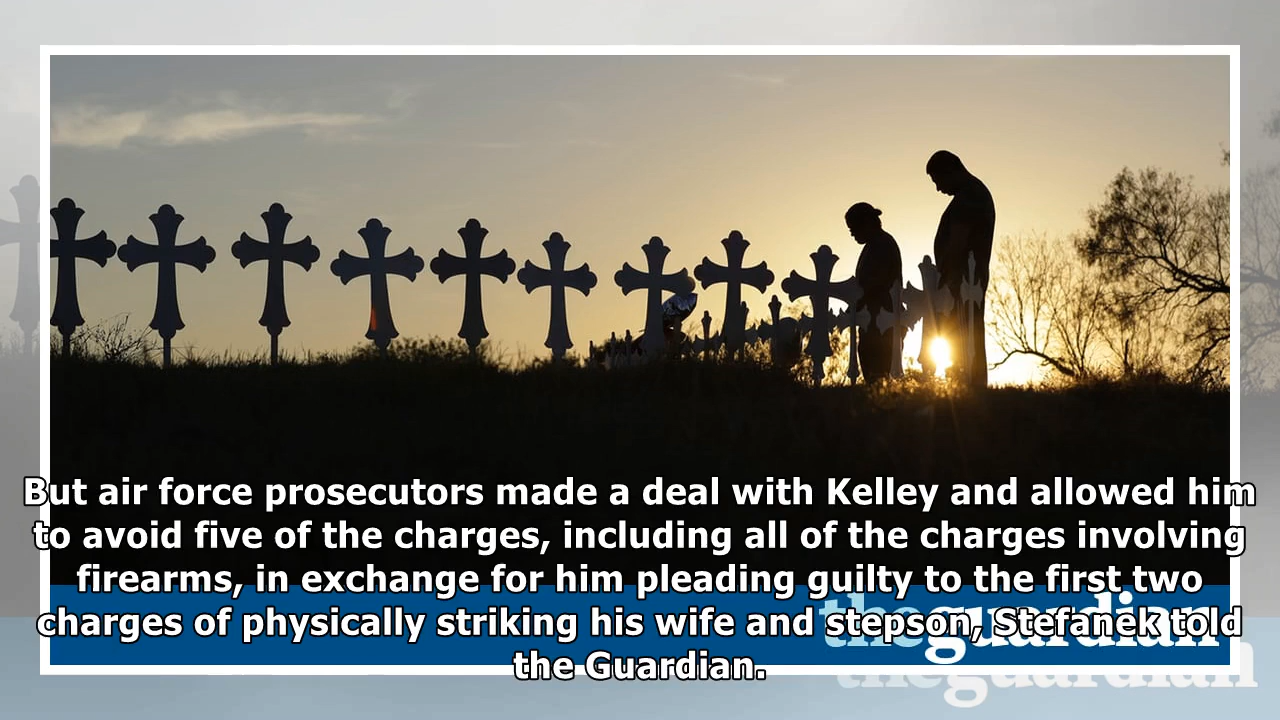 But air force prosecutors made a deal with Kelley and allowed him
to avoid five of the charges, including all of the charges involving
firearms, in exchange for him pleading guilty to the first two
charges of physically striking his wife and stepson, Stefanek told
the Guardian.
theguardian
theguardian